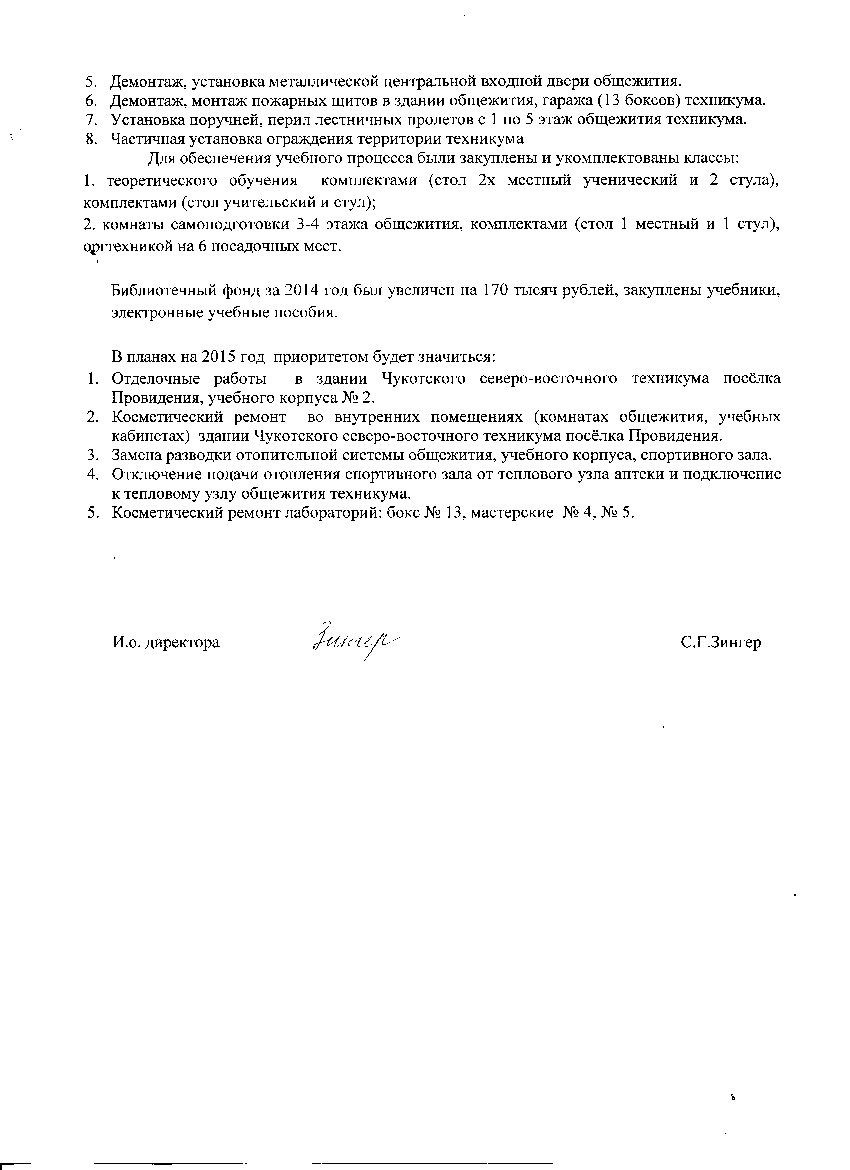 5. Демонтаж, установка металлической центральной входной двери общежития.
6. Демонтаж, монтаж пожарных щитов в здании общежития, гаража (13 боксов) техникума.
7. Установка поручней, перил лестничных пролетов с 1 по 5 этаж общежития техникума.
8. Частичная установка ограждения территории техникума
Для обеспечения учебного процесса были закуплены и укомплектованы классы:
1. теоретического обучения комплектами (стол 2х местный ученический и 2 стула),
комплектами (стол учительский и стул);
2. комнаты самоподготовки 3-4 этажа общежития, комплектами (стол 1 местный и 1 стул),
оргтехникой на 6 посадочных мест.
Библиотечный фонд за 2014 год был увеличен на 170 тысяч рублей, закуплены учебники,
электронные учебные пособия.
В планах на 2015 год приоритетом будет значиться:
1. Отделочные работы в здании Чукотского северо-восточного техникума посёлка
Провидения, учебного корпуса № 2.
2. Косметический ремонт во внутренних помещениях (комнатах общежития, учебных
кабинетах) здании Чукотского северо-восточного техникума посёлка Провидения.
3. Замена разводки отопительной системы общежития, учебного корпуса, спортивного зала.
4. Отключение подачи отопления спортивного зала от теплового узла аптеки и подключение
к тепловому узлу общежития техникума.
5. Косметический ремонт лабораторий: бокс № 13, мастерские № 4, № 5.
И.о. директора Зингер С.Г.Зингер